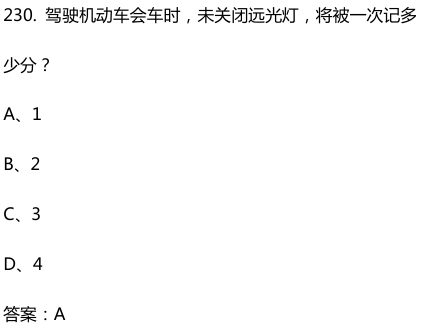 230. 驾驶机动车会车时，未关闭远光灯，将被一次记多
少分？
A、1
B、2
C、3
D、4
答案：A